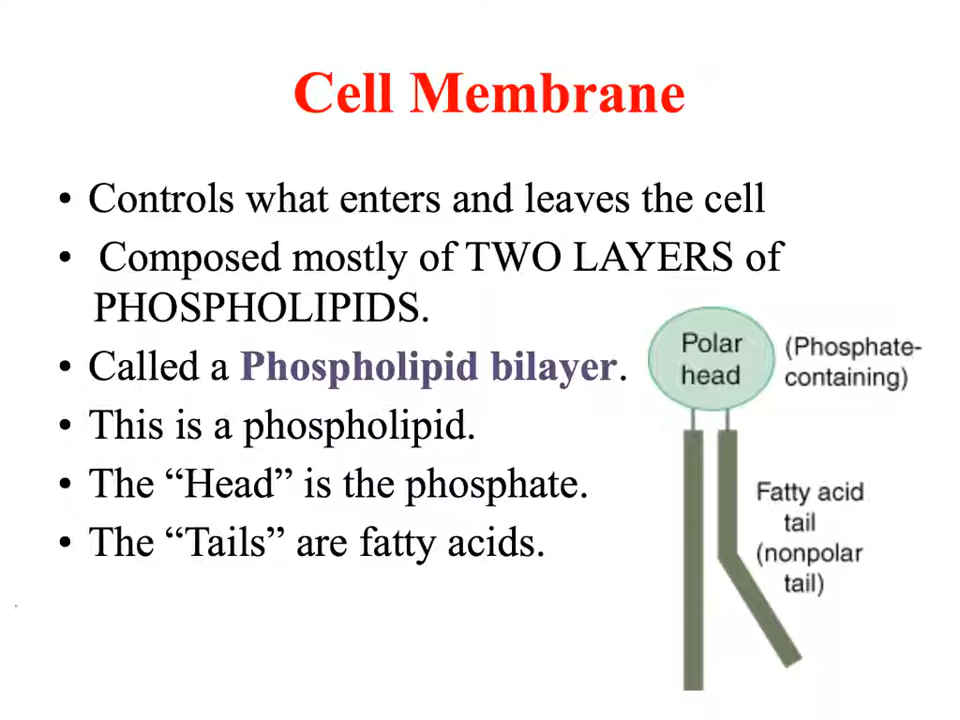 Cell Membrane
• Controls what enters and leaves the cell
• Composed mostly of TWO LAYERS of
PHOSPHOLIPIDS.
• Called a Phospholipid bilayer.
• This is a phospholipid.
• The “Head” is the phosphate.
• The “Tails” are fatty acids.
Polar
head
(Phosphate-
containing)
Fatty acid
tail
(nonpolar
tail)